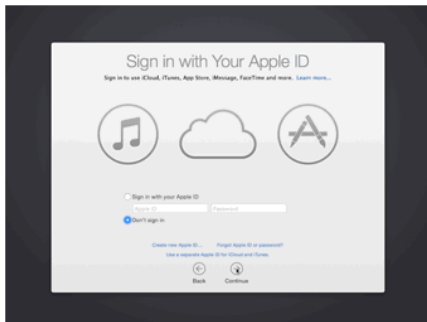 Sign in with Your Apple ID
Sign in to use iCloud, iTunes, App Store, iMessage, FaceTime and more. Learn more...
Sign in with your Apple ID
Apple ID Password
Don't sign in
Create new Apple ID... Forgot Apple ID or password?
Use a separate Apple ID for iCloud and iTunes.
Back Continue